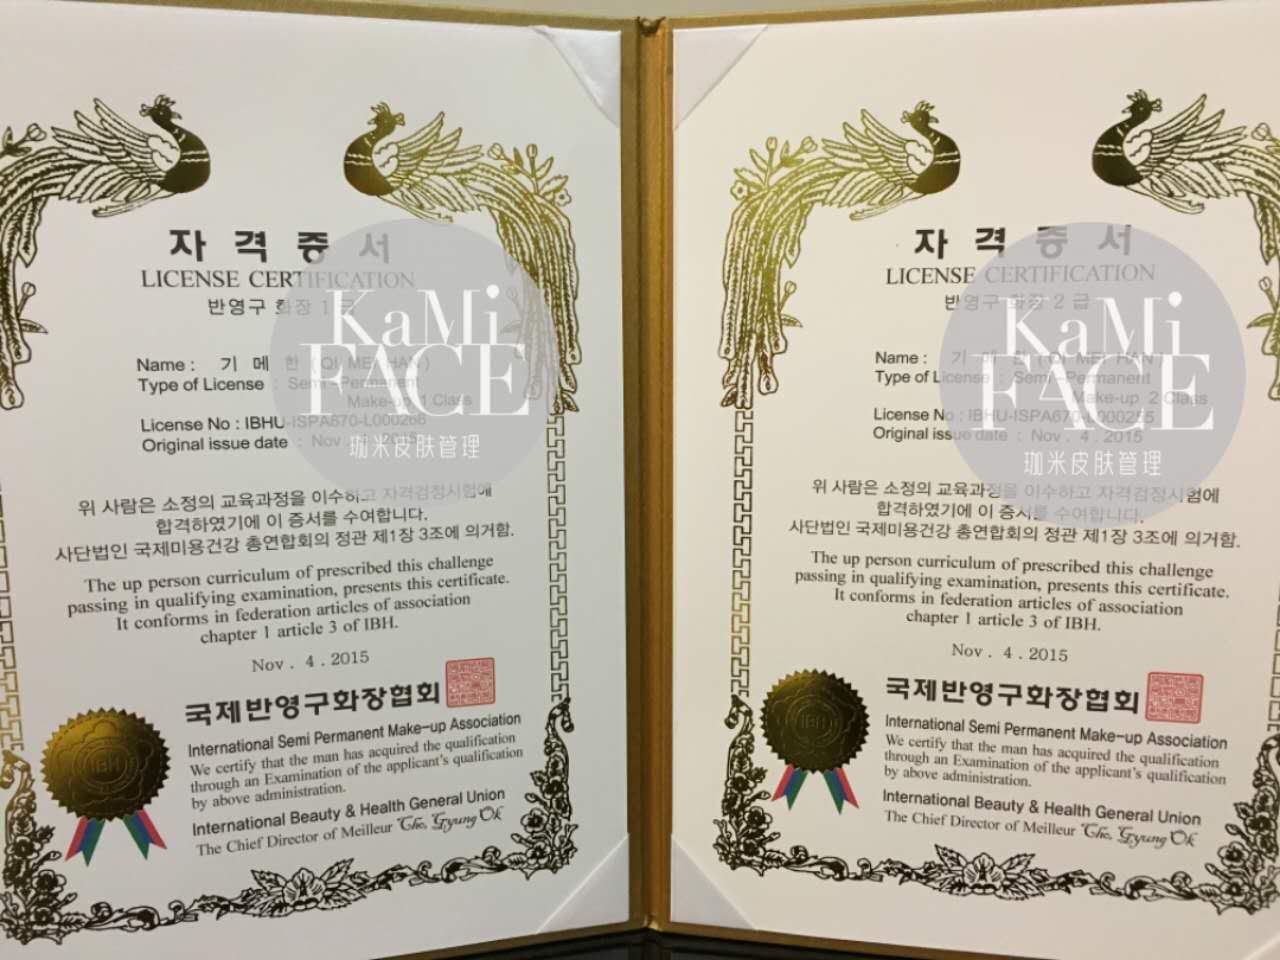 자격증서
LICENSE CERTIFICATION
반영구 화장 1급
Name : 기 메 한 ( QI MEI HAN )
Type of License : Semi-Permanent
Make-up 1 Class
License No : IBHU-ISPA670-L000266
Original issue date : Nov . 4 . 2015
위 사람은 소정의 교육과정을 이수하고 자격검정시험에
합격하였기에 이 증서를 수여합니다.
사단법인 국제미용건강 총연합회의 정관 제1장 3조에 의거함.
The up person curriculum of prescribed this challenge
passing in qualifying examination, presents this certificate.
It conforms in federation articles of association
chapter 1 article 3 of IBH.
Nov . 4 . 2015
국제반영구화장협회
International Semi Permanent Make-up Association
We certify that the man has acquired the qualification
through an Examination of the applicant's qualification
by above administration.
International Beauty & Health General Union
The Chief Director of Meilleur Cho, Gyung Ok
IBH
KaMi
FACE
珈米皮肤管理
자격증서
LICENSE CERTIFICATION
반영구 화장 2급
Name : 기 메 한 ( QI MEI HAN )
Type of License : Semi-Permanent
Make-up 2 Class
License No : IBHU-ISPA670-L000265
Original issue date : Nov . 4 . 2015
위 사람은 소정의 교육과정을 이수하고 자격검정시험에
합격하였기에 이 증서를 수여합니다.
사단법인 국제미용건강 총연합회의 정관 제1장 3조에 의거함.
The up person curriculum of prescribed this challenge
passing in qualifying examination, presents this certificate.
It conforms in federation articles of association
chapter 1 article 3 of IBH.
Nov . 4 . 2015
국제반영구화장협회
International Semi Permanent Make-up Association
We certify that the man has acquired the qualification
through an Examination of the applicant's qualification
by above administration.
International Beauty & Health General Union
The Chief Director of Meilleur Cho, Gyung Ok
IBH
KaMi
FACE
珈米皮肤管理